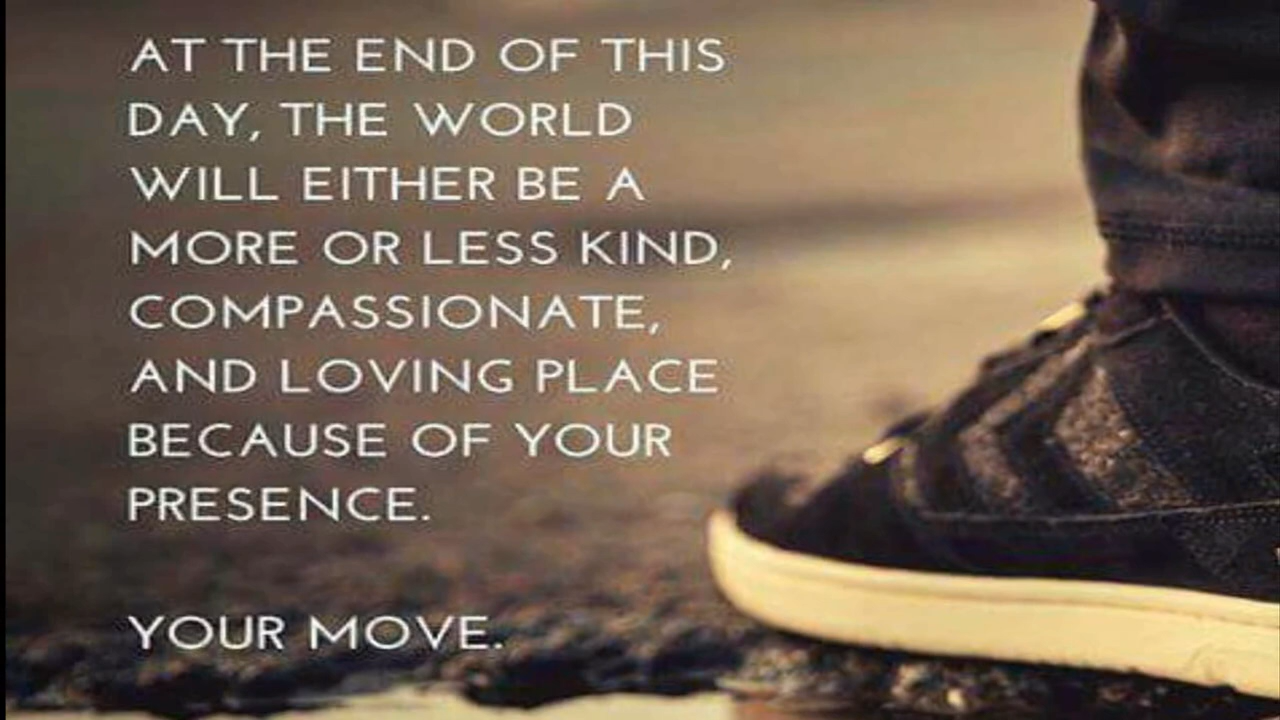 AT THE END OF THIS
DAY, THE WORLD
WILL EITHER BE A
MORE OR LESS KIND,
COMPASSIONATE,
AND LOVING PLACE
BECAUSE OF YOUR
PRESENCE.
YOUR MOVE.